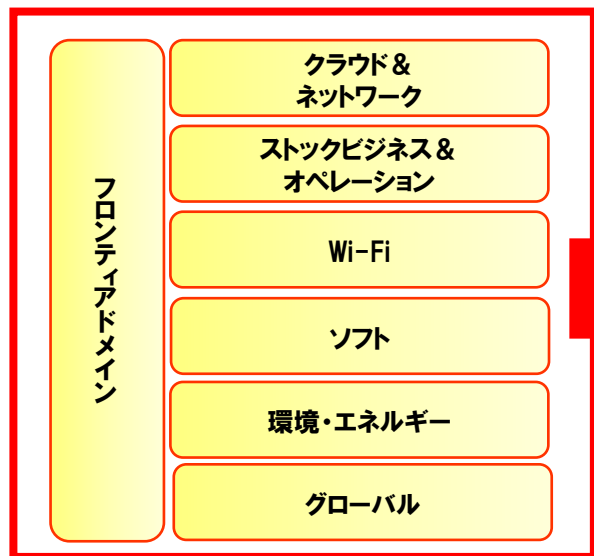 フロンティアドメイン
クラウド＆
ネットワーク
ストックビジネス＆
オペレーション
Wi-Fi
ソフト
環境・エネルギー
グローバル